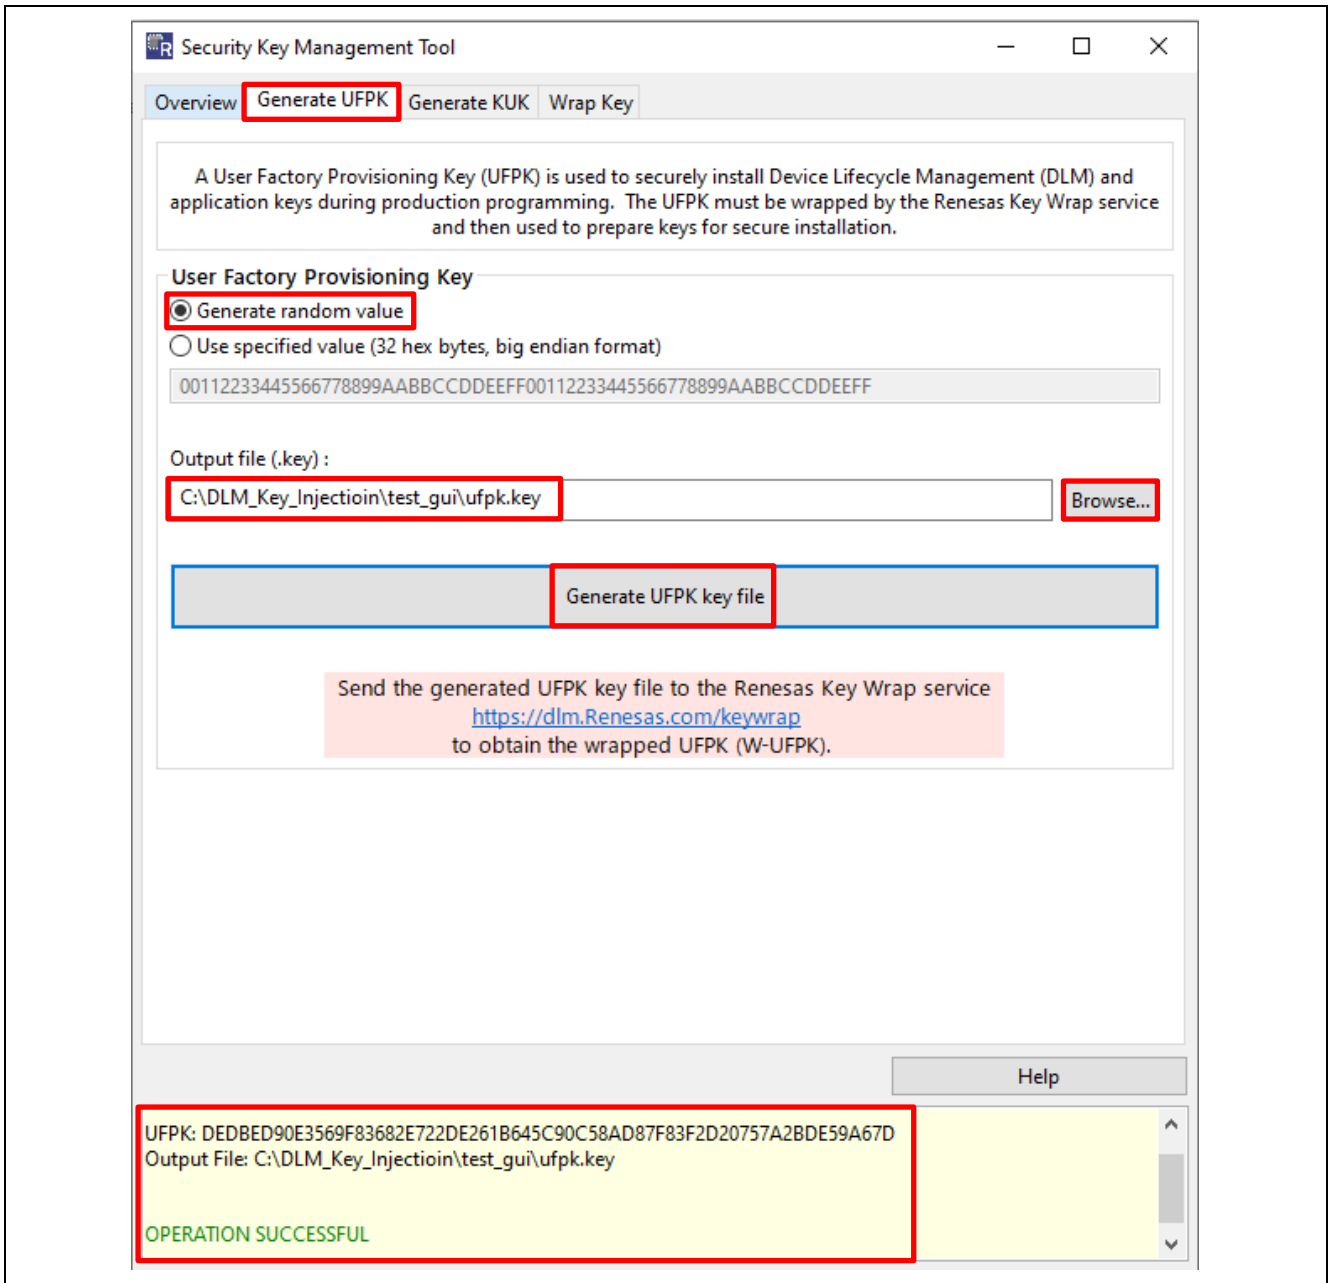 Security Key Management Tool
Overview Generate UFPK Generate KUK Wrap Key
A User Factory Provisioning Key (UFPK) is used to securely install Device Lifecycle Management (DLM) and
application keys during production programming. The UFPK must be wrapped by the Renesas Key Wrap service
and then used to prepare keys for secure installation.
User Factory Provisioning Key
Generate random value
Use specified value (32 hex bytes, big endian format)
00112233445566778899AABBCCDDEEFF00112233445566778899AABBCCDDEEFF
Output file (.key) :
C:\DLM_Key_Injectioin\test_gui\ufpk.key Browse...
Generate UFPK key file
Send the generated UFPK key file to the Renesas Key Wrap service
https://dlm.Renesas.com/keywrap
to obtain the wrapped UFPK (W-UFPK).
Help
UFPK: DEDBED90E3569F83682E722DE261B645C90C58AD87F83F2D20757A2BDE59A67D
Output File: C:\DLM_Key_Injectioin\test_gui\ufpk.key
OPERATION SUCCESSFUL